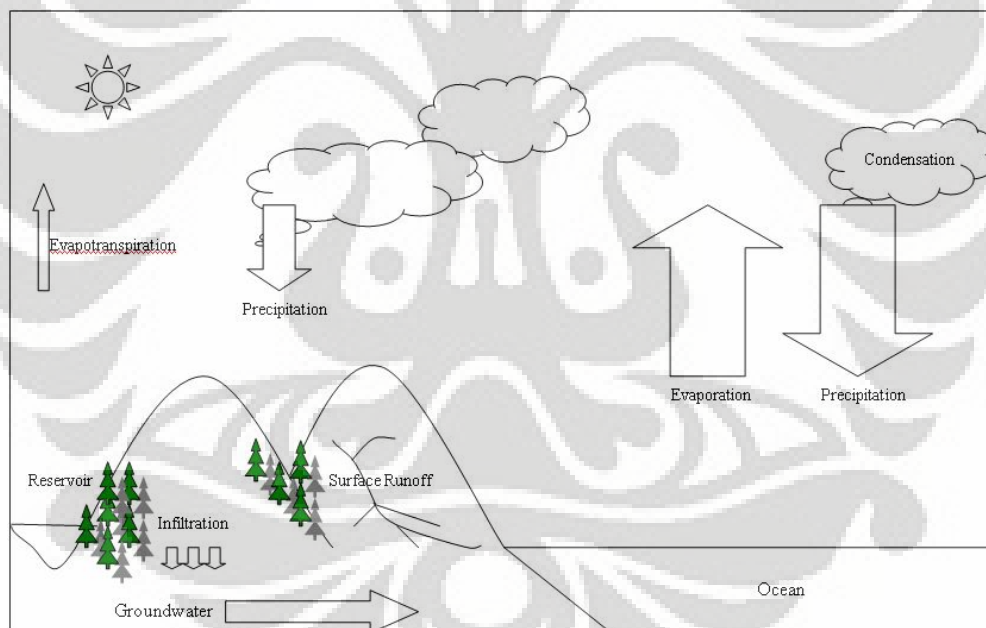 Condensation
Evapotranspiration
Precipitation
Evaporation
Precipitation
Reservoir
Surface Runoff
Infiltration
Ocean
Groundwater